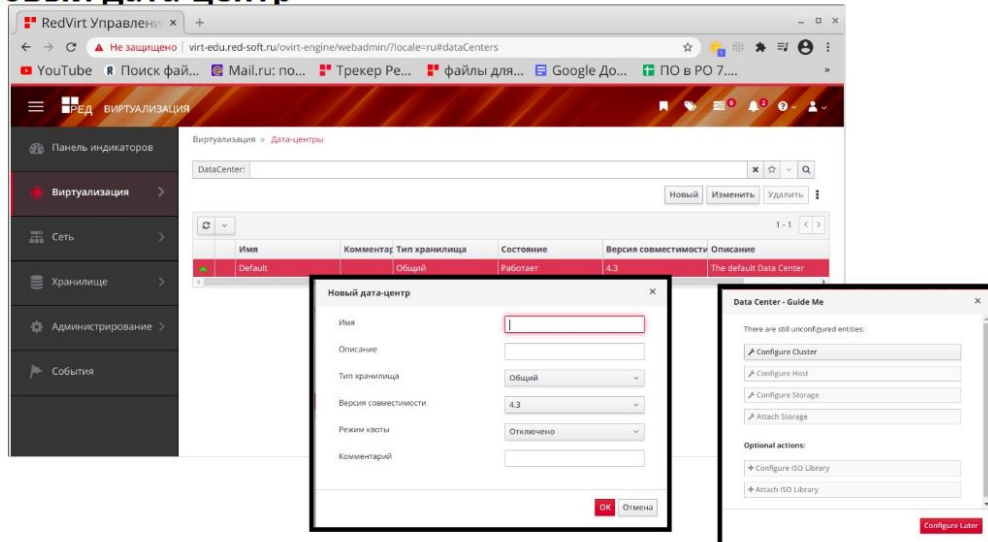 RedVirt Управлени × +
Не защищено virt-edu.red-soft.ru/ovirt-engine/webadmin/?locale=ru#dataCenters
YouTube Поиск фай... Mail.ru: по... Трекер Ре... файлы для... Google До... ПО в РО 7.... »
РЕД ВИРТУАЛИЗАЦИЯ 0 2
Панель индикаторов
Виртуализация
Сеть
Хранилище
Администрирование
События
Виртуализация » Дата-центры
DataCenter:
Новый Изменить Удалить
1 - 1
Имя Комментар Тип хранилища Состояние Версия совместимости Описание
Default Общий Работает 4.3 The default Data Center
Новый дата-центр ×
Имя
Описание
Тип хранилища Общий
Версия совместимости 4.3
Режим квоты Отключено
Комментарий
OK Отмена
Data Center - Guide Me ×
There are still unconfigured entities:
Configure Cluster
Configure Host
Configure Storage
Attach Storage
Optional actions:
Configure ISO Library
Attach ISO Library
Configure Later